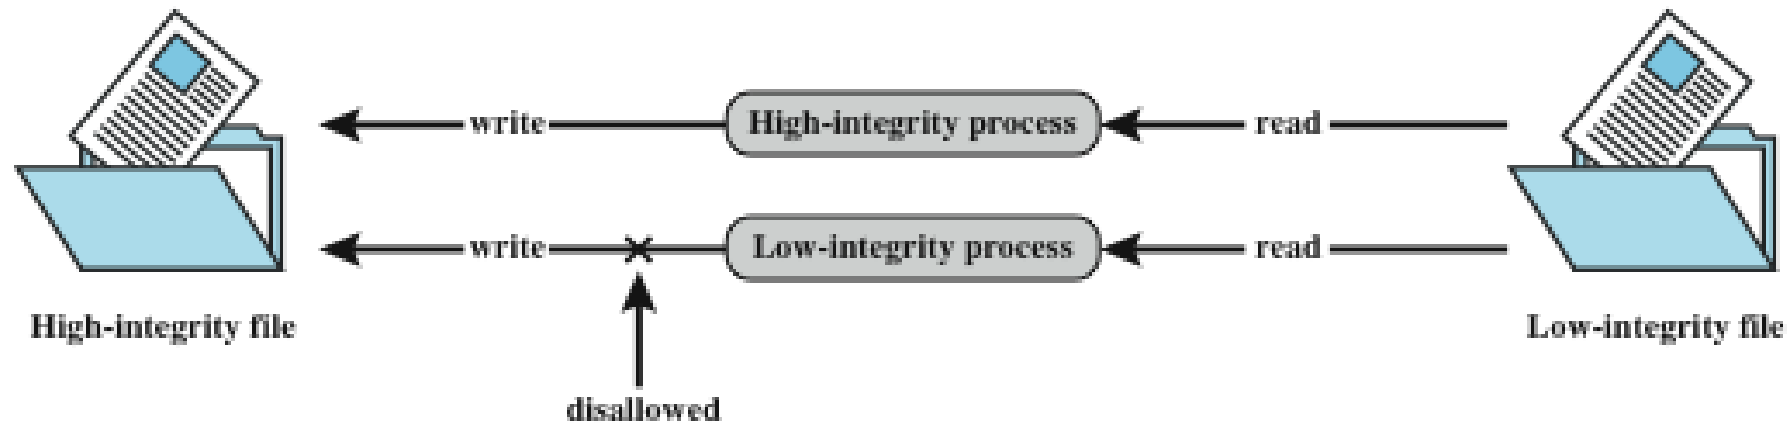 write High-integrity process read
write Low-integrity process read
High-integrity file Low-integrity file
disallowed